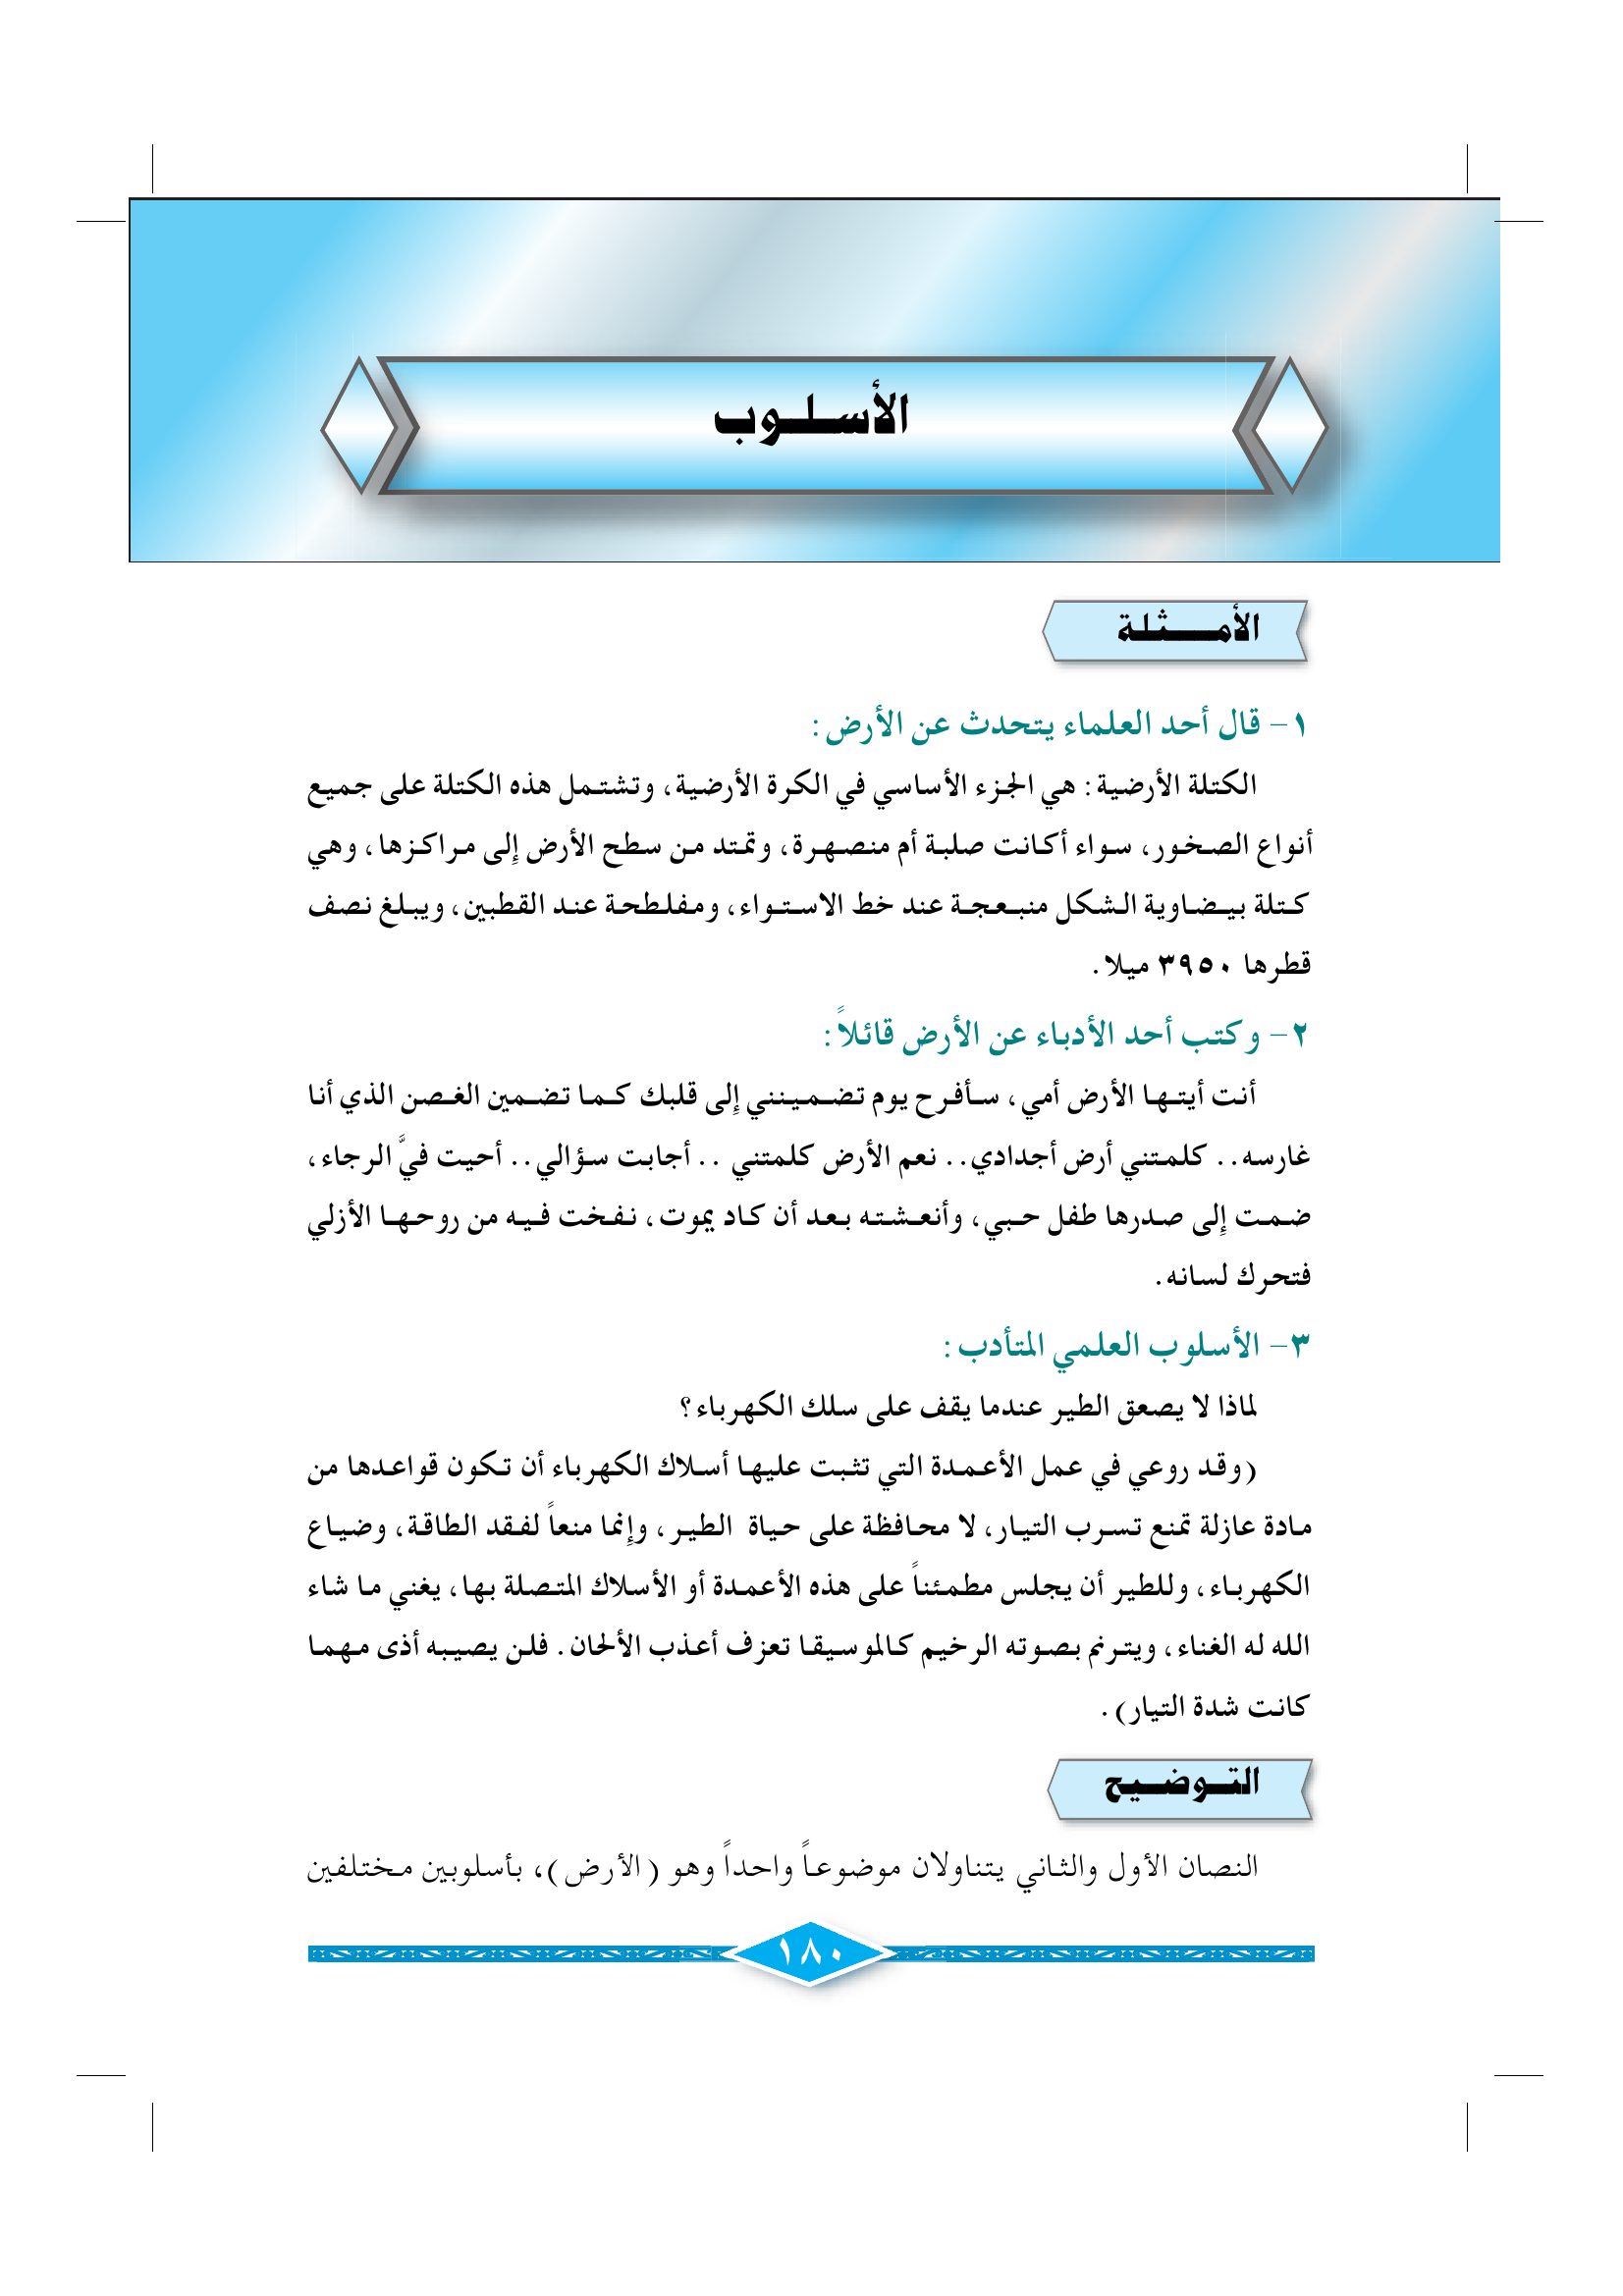 الأسلوب
الأمثلة
١- قال أحد العلماء يتحدث عن الأرض:
الكتلة الأرضية: هي الجزء الأساسي في الكرة الأرضية، وتشتمل هذه الكتلة على جميع
أنواع الصخور، سواء أكانت صلبة أم منصهرة، وتمتد من سطح الأرض إلى مراكزها، وهي
كتلة بيضاوية الشكل منبعجة عند خط الاستواء، ومفلطحة عند القطبين، ويبلغ نصف
قطرها ٣٩٥٠ ميلا.
٢- وكتب أحد الأدباء عن الأرض قائلاً:
أنت أيتها الأرض أمي، سأفرح يوم تضمينني إلى قلبك كما تضمين الغصن الذي أنا
غارسه.. كلمتني أرض أجدادي.. نعم الأرض كلمتني .. أجابت سؤالي.. أحيت فيَّ الرجاء،
ضمت إلى صدرها طفل حبي، وأنعشته بعد أن كاد يموت، نفخت فيه من روحها الأزلي
فتحرك لسانه.
٣- الأسلوب العلمي المتأدب:
لماذا لا يصعق الطير عندما يقف على سلك الكهرباء؟
(وقد روعي في عمل الأعمدة التي تثبت عليها أسلاك الكهرباء أن تكون قواعدها من
مادة عازلة تمنع تسرب التيار، لا محافظة على حياة الطير، وإنما منعاً لفقد الطاقة، وضياع
الكهرباء، وللطير أن يجلس مطمئناً على هذه الأعمدة أو الأسلاك المتصلة بها، يغني ما شاء
الله له الغناء، ويترنم بصوته الرخيم كالموسيقا تعزف أعذب الألحان. فلن يصيبه أذى مهما
كانت شدة التيار).
التوضيح
النصان الأول والثاني يتناولان موضوعاً واحداً وهو (الأرض)، بأسلوبين مختلفين
١٨٠